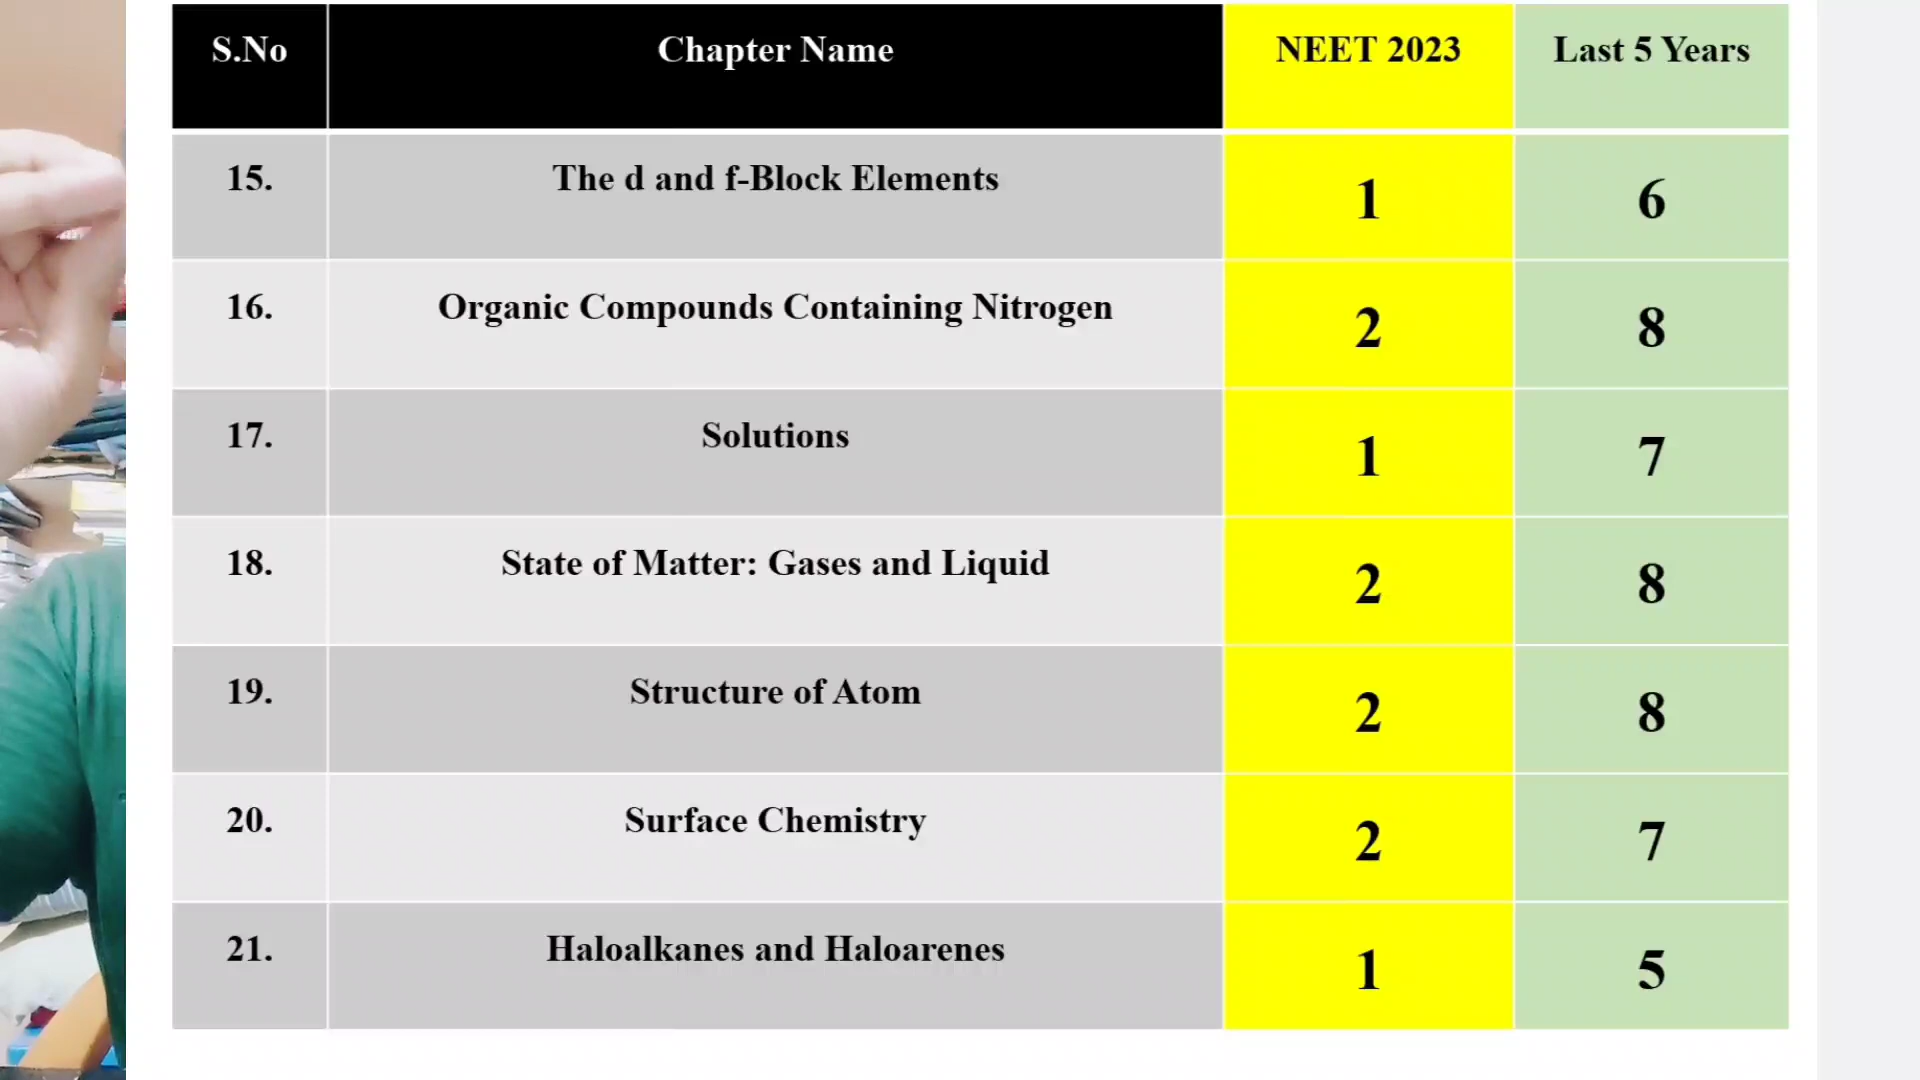 S.No Chapter Name NEET 2023 Last 5 Years
15. The d and f-Block Elements 1 6
16. Organic Compounds Containing Nitrogen 2 8
17. Solutions 1 7
18. State of Matter: Gases and Liquid 2 8
19. Structure of Atom 2 8
20. Surface Chemistry 2 7
21. Haloalkanes and Haloarenes 1 5